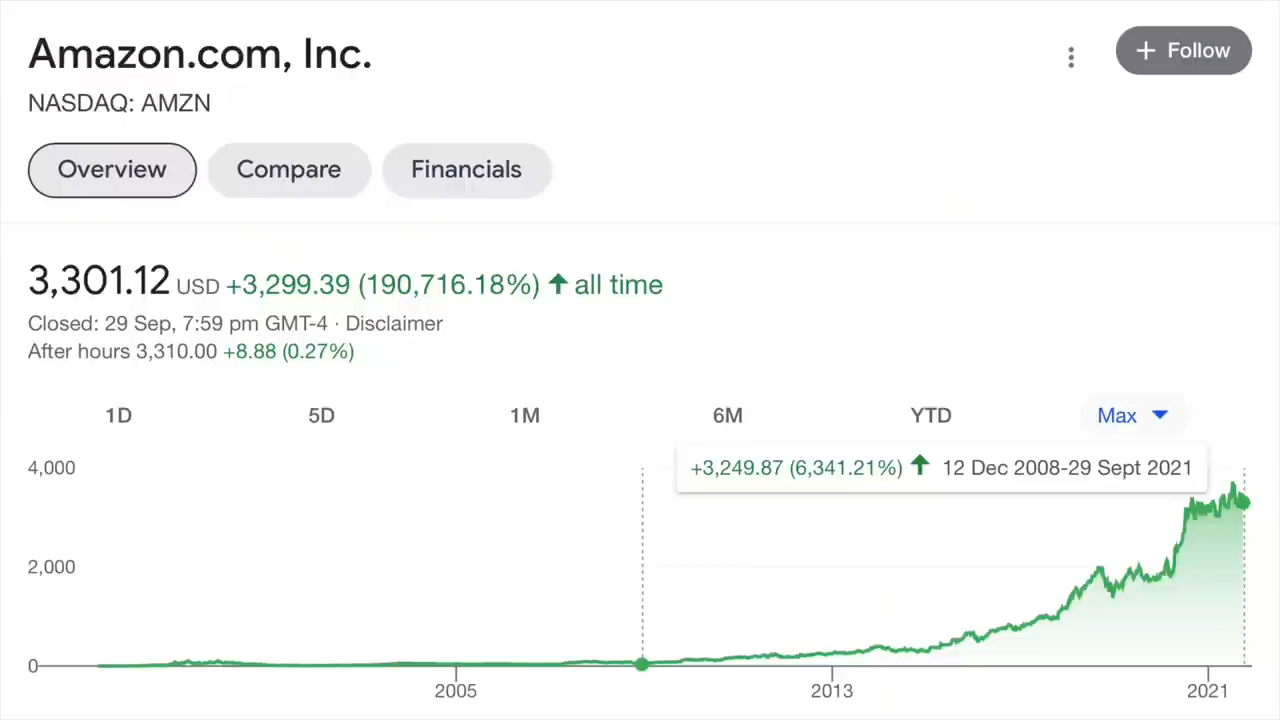 Amazon.com, Inc.
+ Follow
NASDAQ: AMZN
Overview
Compare
Financials
3,301.12 USD +3,299.39 (190,716.18%) ↑ all time
Closed: 29 Sep, 7:59 pm GMT-4 · Disclaimer
After hours 3,310.00 +8.88 (0.27%)
1D
5D
1M
6M
YTD
Max
+3,249.87 (6,341.21%) ↑ 12 Dec 2008-29 Sept 2021
4,000
2,000
0
2005
2013
2021